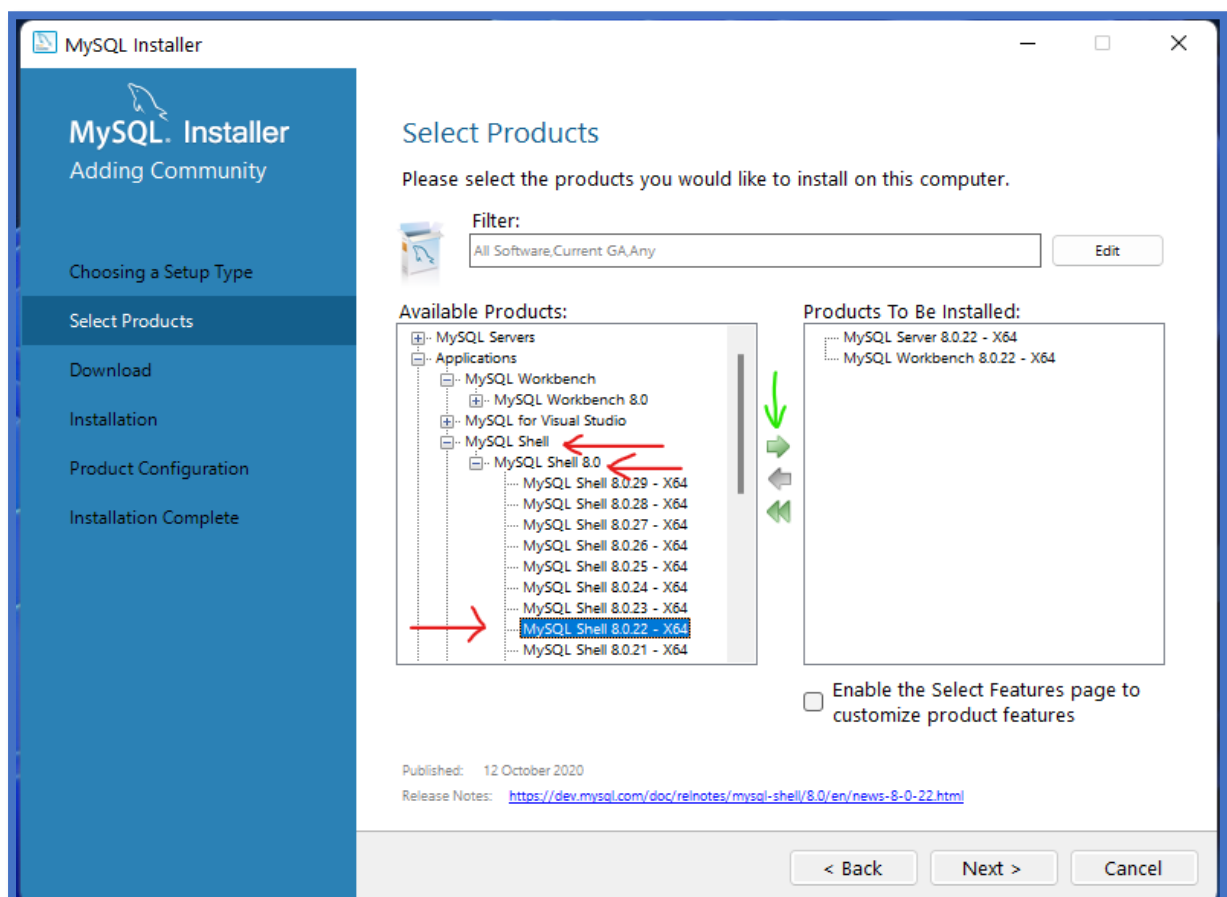 MySQL Installer
MySQL. Installer
Adding Community
Choosing a Setup Type
Select Products
Download
Installation
Product Configuration
Installation Complete
Select Products
Please select the products you would like to install on this computer.
Filter:
All Software,Current GA,Any
Edit
Available Products:
MySQL Servers
Applications
MySQL Workbench
MySQL Workbench 8.0
MySQL for Visual Studio
MySQL Shell
MySQL Shell 8.0
MySQL Shell 8.0.29 - X64
MySQL Shell 8.0.28 - X64
MySQL Shell 8.0.27 - X64
MySQL Shell 8.0.26 - X64
MySQL Shell 8.0.25 - X64
MySQL Shell 8.0.24 - X64
MySQL Shell 8.0.23 - X64
MySQL Shell 8.0.22 - X64
MySQL Shell 8.0.21 - X64
Products To Be Installed:
MySQL Server 8.0.22 - X64
MySQL Workbench 8.0.22 - X64
Enable the Select Features page to
customize product features
Published: 12 October 2020
Release Notes: https://dev.mysql.com/doc/relnotes/mysql-shell/8.0/en/news-8-0-22.html
< Back Next > Cancel